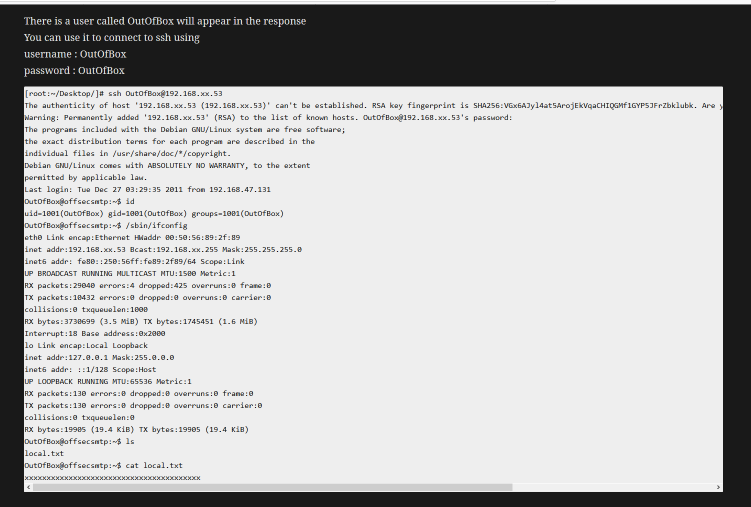 There is a user called OutOfBox will appear in the response
You can use it to connect to ssh using
username : OutOfBox
password : OutOfBox
[root:~/Desktop/]# ssh OutOfBox@192.168.xx.53
The authenticity of host '192.168.xx.53 (192.168.xx.53)' can't be established. RSA key fingerprint is SHA256:VGx6AJyl4at5ArojEkVqaCHIQGMf1GYP5JFrZbklubk. Are y
Warning: Permanently added '192.168.xx.53' (RSA) to the list of known hosts. OutOfBox@192.168.xx.53's password:
The programs included with the Debian GNU/Linux system are free software;
the exact distribution terms for each program are described in the
individual files in /usr/share/doc/*/copyright.
Debian GNU/Linux comes with ABSOLUTELY NO WARRANTY, to the extent
permitted by applicable law.
Last login: Tue Dec 27 03:29:35 2011 from 192.168.47.131
OutOfBox@offsecsmtp:~$ id
uid=1001(OutOfBox) gid=1001(OutOfBox) groups=1001(OutOfBox)
OutOfBox@offsecsmtp:~$ /sbin/ifconfig
eth0 Link encap:Ethernet HWaddr 00:50:56:89:2f:89
inet addr:192.168.xx.53 Bcast:192.168.xx.255 Mask:255.255.255.0
inet6 addr: fe80::250:56ff:fe89:2f89/64 Scope:Link
UP BROADCAST RUNNING MULTICAST MTU:1500 Metric:1
RX packets:29040 errors:4 dropped:425 overruns:0 frame:0
TX packets:10432 errors:0 dropped:0 overruns:0 carrier:0
collisions:0 txqueuelen:1000
RX bytes:3730699 (3.5 MiB) TX bytes:1745451 (1.6 MiB)
Interrupt:18 Base address:0x2000
lo Link encap:Local Loopback
inet addr:127.0.0.1 Mask:255.0.0.0
inet6 addr: ::1/128 Scope:Host
UP LOOPBACK RUNNING MTU:65536 Metric:1
RX packets:130 errors:0 dropped:0 overruns:0 frame:0
TX packets:130 errors:0 dropped:0 overruns:0 carrier:0
collisions:0 txqueuelen:0
RX bytes:19905 (19.4 KiB) TX bytes:19905 (19.4 KiB)
OutOfBox@offsecsmtp:~$ ls
local.txt
OutOfBox@offsecsmtp:~$ cat local.txt
xxxxxxxxxxxxxxxxxxxxxxxxxxxxxxxxxxxxxxxxx